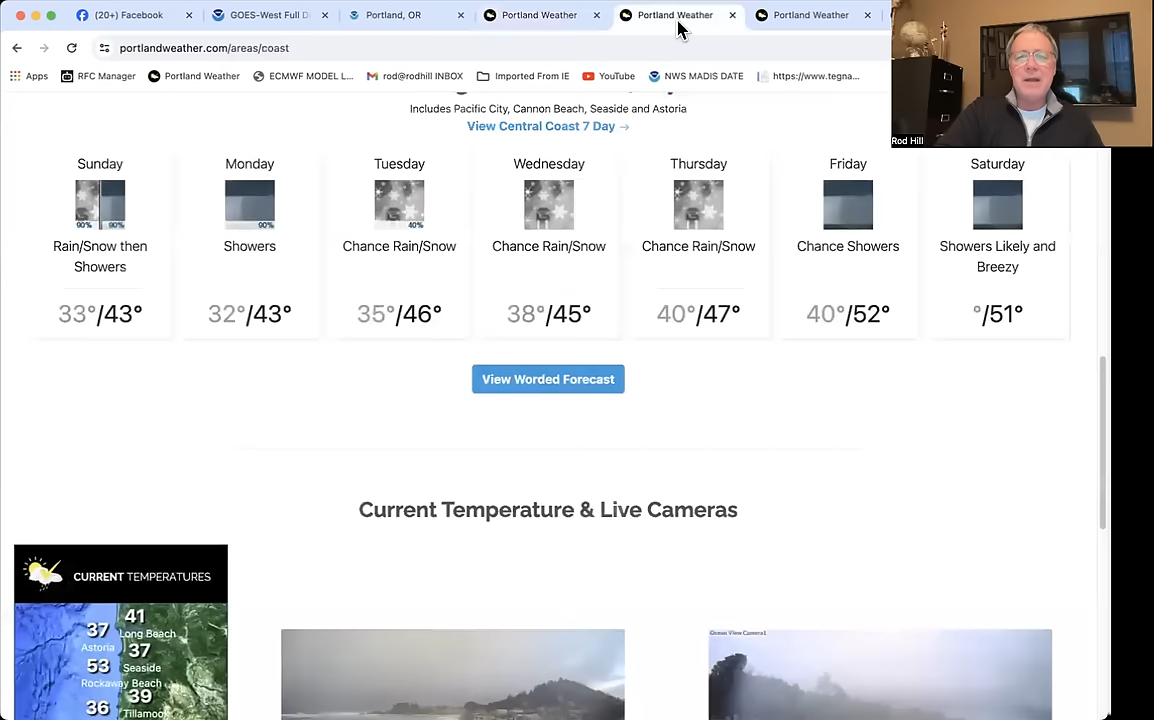 (20+) Facebook
GOES-West Full Di
Portland, OR
Portland Weather
Portland Weather
Portland Weather
portlandweather.com/areas/coast
Apps
RFC Manager
Portland Weather
ECMWF MODEL L...
rod@rodhill INBOX
Imported From IE
YouTube
NWS MADIS DATE
https://www.tegna...
Rod Hill
Includes Pacific City, Cannon Beach, Seaside and Astoria
View Central Coast 7 Day →
Sunday Monday Tuesday Wednesday Thursday Friday Saturday
90% 90% 90% 40%
Rain/Snow then Showers Chance Rain/Snow Chance Rain/Snow Chance Rain/Snow Chance Showers Showers Likely and
Showers Breezy
33°/43° 32°/43° 35°/46° 38°/45° 40°/47° 40°/52° °/51°
View Worded Forecast
Current Temperature & Live Cameras
CURRENT TEMPERATURES
41
Long Beach
37
Astoria
37
Seaside
53
Rockaway Beach
39
Tillamook
36
Ocean View Camera1